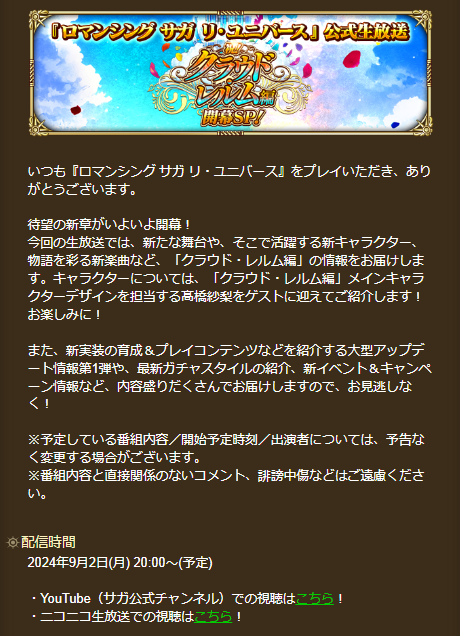 『ロマンシング サガ リ・ユニバース』公式生放送
祝!
クラウド
レルム編
開幕SP!
いつも『ロマンシング サガ リ・ユニバース』をプレイいただき、あり
がとうございます。
待望の新章がいよいよ開幕！
今回の生放送では、新たな舞台や、そこで活躍する新キャラクター、
物語を彩る新楽曲など、「クラウド・レルム編」の情報をお届けしま
す。キャラクターについては、「クラウド・レルム編」メインキャラ
クターデザインを担当する高橋紗梨をゲストに迎えてご紹介します！
お楽しみに！
また、新実装の育成＆プレイコンテンツなどを紹介する大型アップデ
ート情報第1弾や、最新ガチャスタイルの紹介、新イベント＆キャンペ
ーン情報など、内容盛りだくさんでお届けしますので、お見逃しな
く！
※予定している番組内容／開始予定時刻／出演者については、予告な
く変更する場合がございます。
※番組内容と直接関係のないコメント、誹謗中傷などはご遠慮くださ
い。
配信時間
2024年9月2日(月) 20:00～(予定)
・YouTube（サガ公式チャンネル）での視聴はこちら！
・ニコニコ生放送での視聴はこちら！